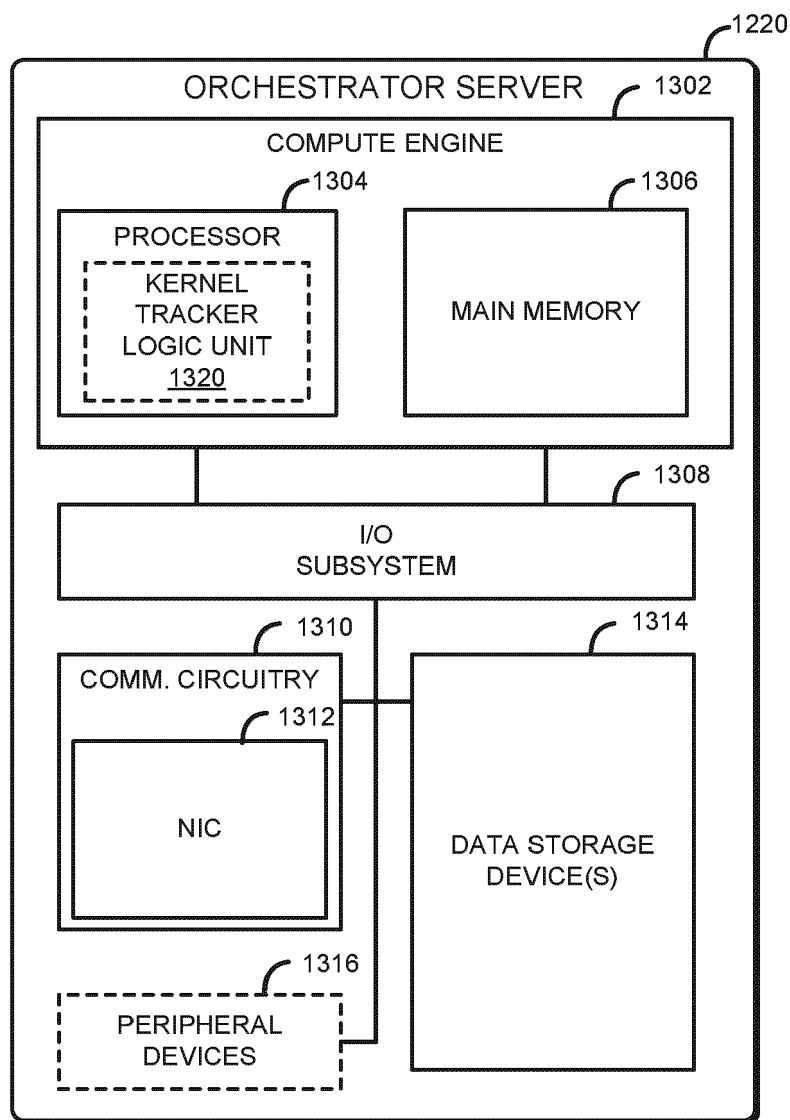 1220
ORCHESTRATOR SERVER
1302
COMPUTE ENGINE
1304
1306
PROCESSOR
KERNEL
TRACKER
LOGIC UNIT
1320
MAIN MEMORY
1308
I/O
SUBSYSTEM
1310
1314
COMM. CIRCUITRY
1312
NIC
DATA STORAGE
DEVICE(S)
1316
PERIPHERAL
DEVICES